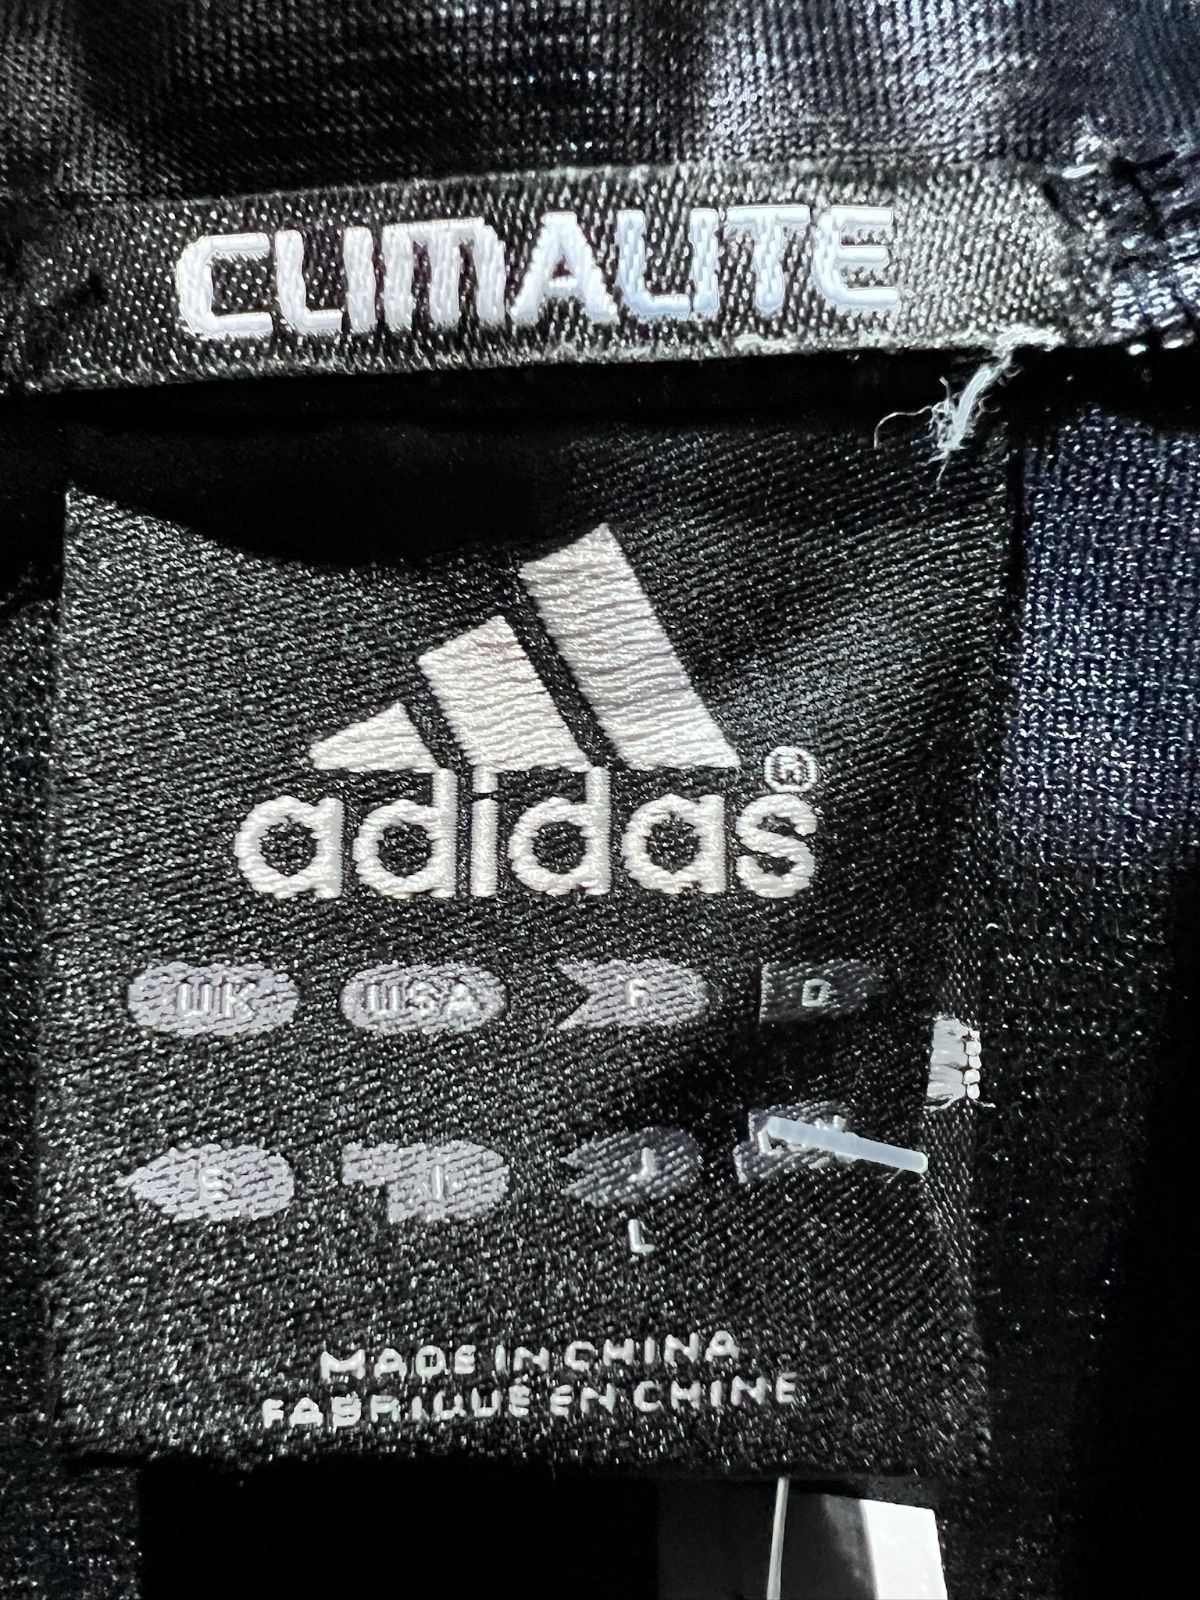 CLIMALITE
adidas®
UK USA F D
E I J
L
MADE IN CHINA
FABRIQUÉ EN CHINE